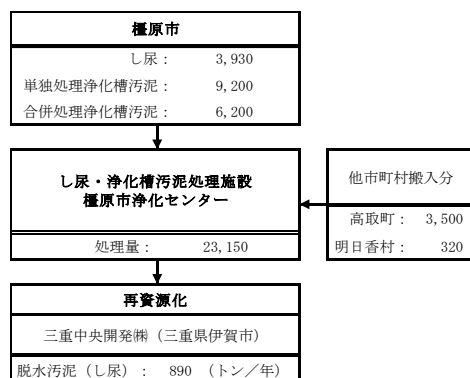 橿原市
し尿： 3,930
単独処理浄化槽汚泥： 9,200
合併処理浄化槽汚泥： 6,200
し尿・浄化槽汚泥処理施設
橿原市浄化センター
処理量： 23,150
他市町村搬入分
高取町： 3,500
明日香村： 320
再資源化
三重中央開発㈱（三重県伊賀市）
脱水汚泥（し尿）： 890 （トン／年）